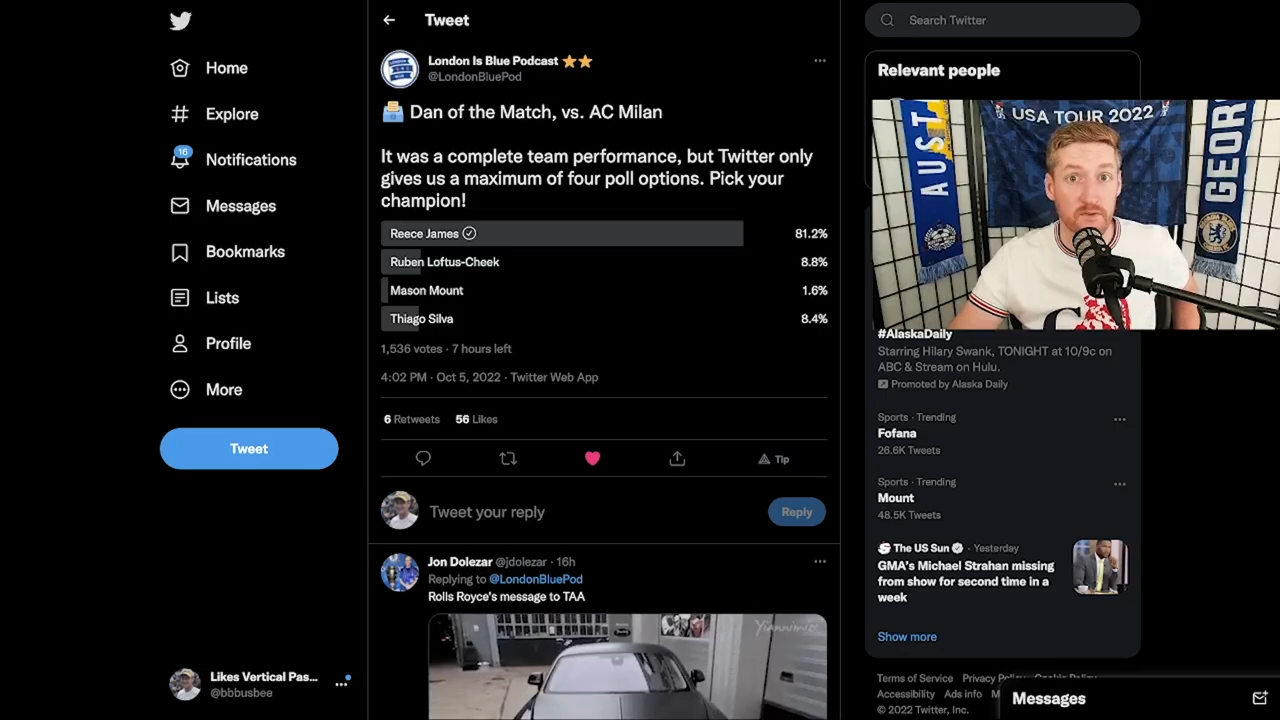 Home
Explore
16
Notifications
Messages
Bookmarks
Lists
Profile
More
Tweet
Likes Vertical Pas...
@bbbusbee
Tweet
London Is Blue Podcast
@LondonBluePod
Dan of the Match, vs. AC Milan
It was a complete team performance, but Twitter only
gives us a maximum of four poll options. Pick your
champion!
Reece James 81.2%
Ruben Loftus-Cheek 8.8%
Mason Mount 1.6%
Thiago Silva 8.4%
1,536 votes · 7 hours left
4:02 PM · Oct 5, 2022 · Twitter Web App
6 Retweets 56 Likes
Tip
Tweet your reply
Reply
Jon Dolezar @jdolezar · 16h
Replying to @LondonBluePod
Rolls Royce's message to TAA
Yiannimize
Search Twitter
Relevant people
USA TOUR 2022
AUST
GEORG
#AlaskaDaily
Starring Hilary Swank, TONIGHT at 10/9c on
ABC & Stream on Hulu.
Promoted by Alaska Daily
Sports · Trending
Fofana
26.6K Tweets
Sports · Trending
Mount
48.5K Tweets
The US Sun · Yesterday
GMA's Michael Strahan missing
from show for second time in a
week
Show more
Terms of Service Privacy Policy Cookie Policy
Accessibility Ads info M
© 2022 Twitter, Inc.
Messages